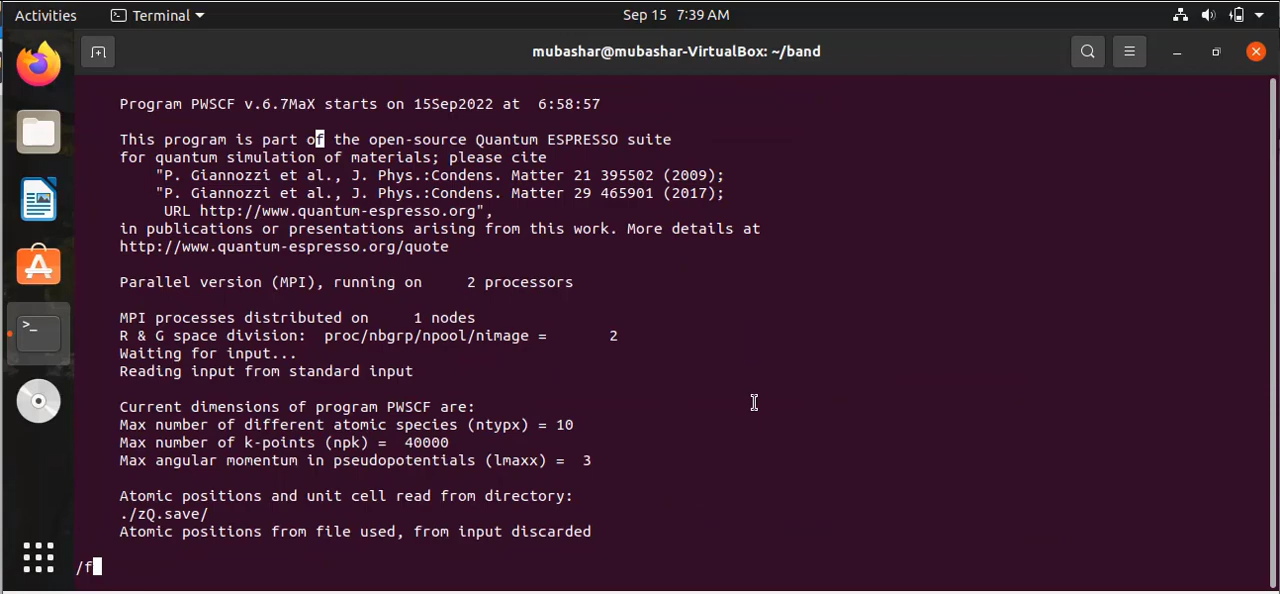 Activities Terminal Sep 15 7:39 AM
mubashar@mubashar-VirtualBox: ~/band
Program PWSCF v.6.7MaX starts on 15Sep2022 at  6:58:57
This program is part of the open-source Quantum ESPRESSO suite
for quantum simulation of materials; please cite
"P. Giannozzi et al., J. Phys.:Condens. Matter 21 395502 (2009);
"P. Giannozzi et al., J. Phys.:Condens. Matter 29 465901 (2017);
URL http://www.quantum-espresso.org",
in publications or presentations arising from this work. More details at
http://www.quantum-espresso.org/quote
Parallel version (MPI), running on     2 processors
MPI processes distributed on     1 nodes
R & G space division:  proc/nbgrp/npool/nimage =       2
Waiting for input...
Reading input from standard input
Current dimensions of program PWSCF are:
Max number of different atomic species (ntypx) = 10
Max number of k-points (npk) =  40000
Max angular momentum in pseudopotentials (lmaxx) =  3
Atomic positions and unit cell read from directory:
./zQ.save/
Atomic positions from file used, from input discarded
/f